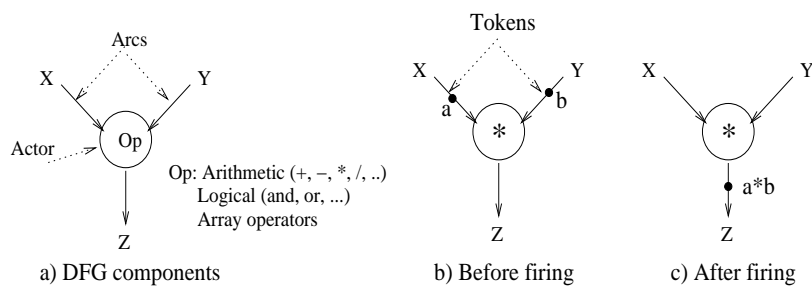 Arcs
X
Y
Op
Actor
Z
Op: Arithmetic (+, −, *, /, ..)
Logical (and, or, ...)
Array operators
a) DFG components
Tokens
X
Y
a
b
*
Z
b) Before firing
X
Y
*
a*b
Z
c) After firing